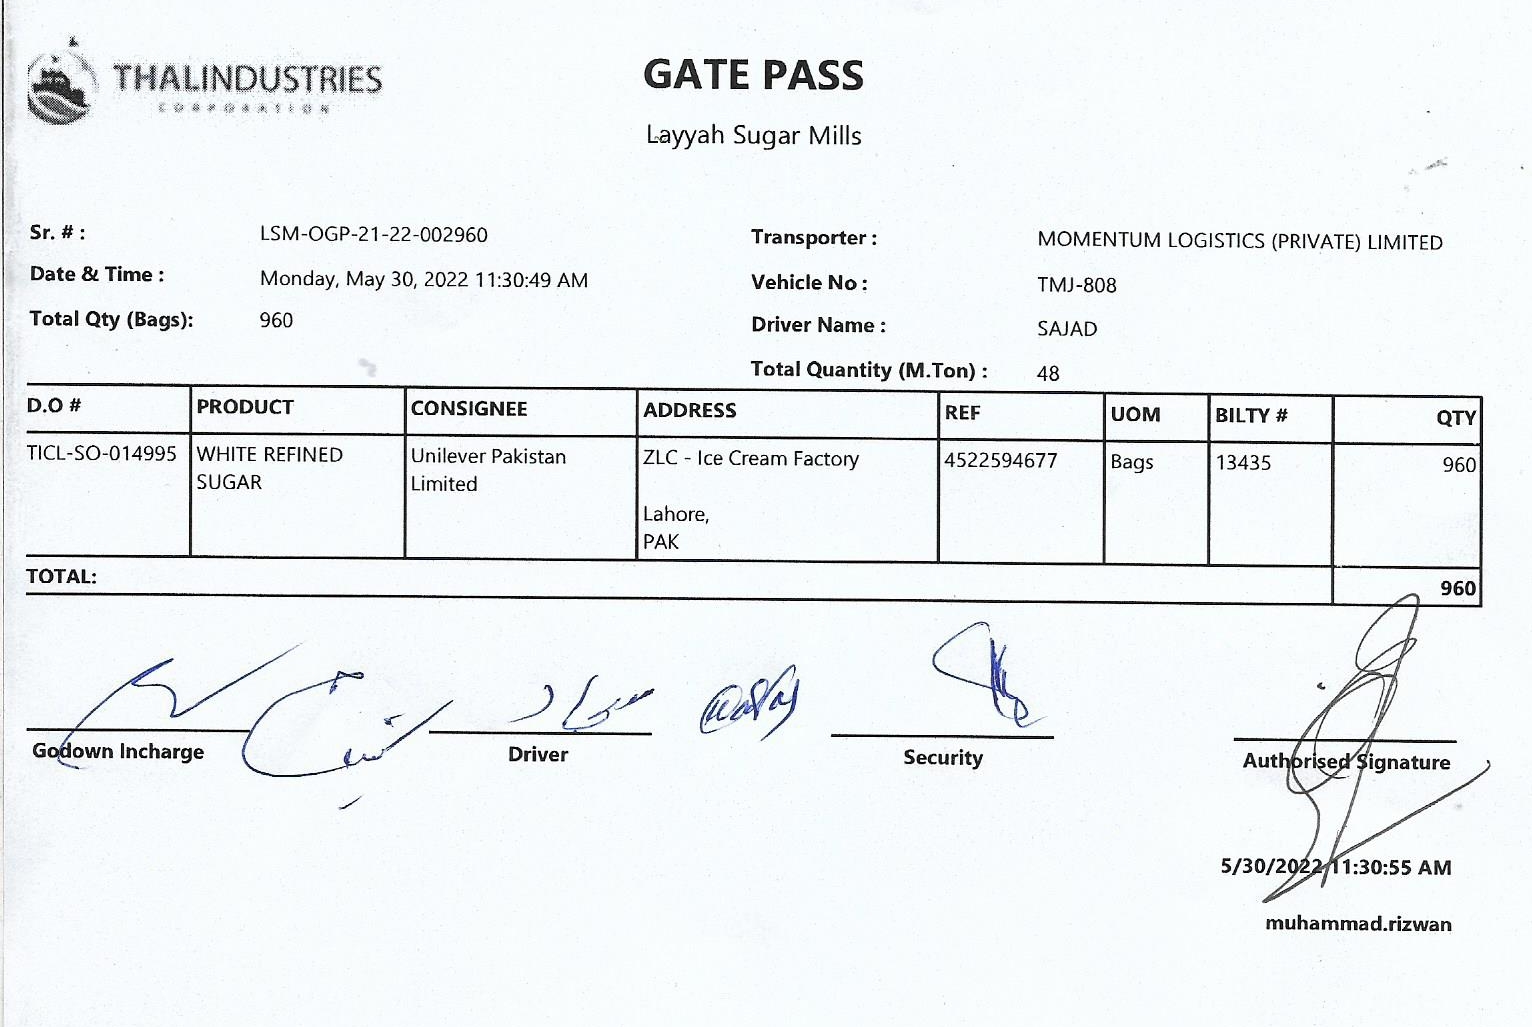 THALINDUSTRIES
CORPORATION
GATE PASS
Layyah Sugar Mills
Sr. # : LSM-OGP-21-22-002960
Date & Time : Monday, May 30, 2022 11:30:49 AM
Total Qty (Bags): 960
Transporter : MOMENTUM LOGISTICS (PRIVATE) LIMITED
Vehicle No : TMJ-808
Driver Name : SAJAD
Total Quantity (M.Ton) : 48
D.O # PRODUCT CONSIGNEE ADDRESS REF UOM BILTY # QTY
TICL-SO-014995 WHITE REFINED SUGAR Unilever Pakistan Limited ZLC - Ice Cream Factory Lahore, PAK 4522594677 Bags 13435 960
TOTAL: 960
Godown Incharge Driver Security Authorised Signature
5/30/2022 11:30:55 AM
muhammad.rizwan